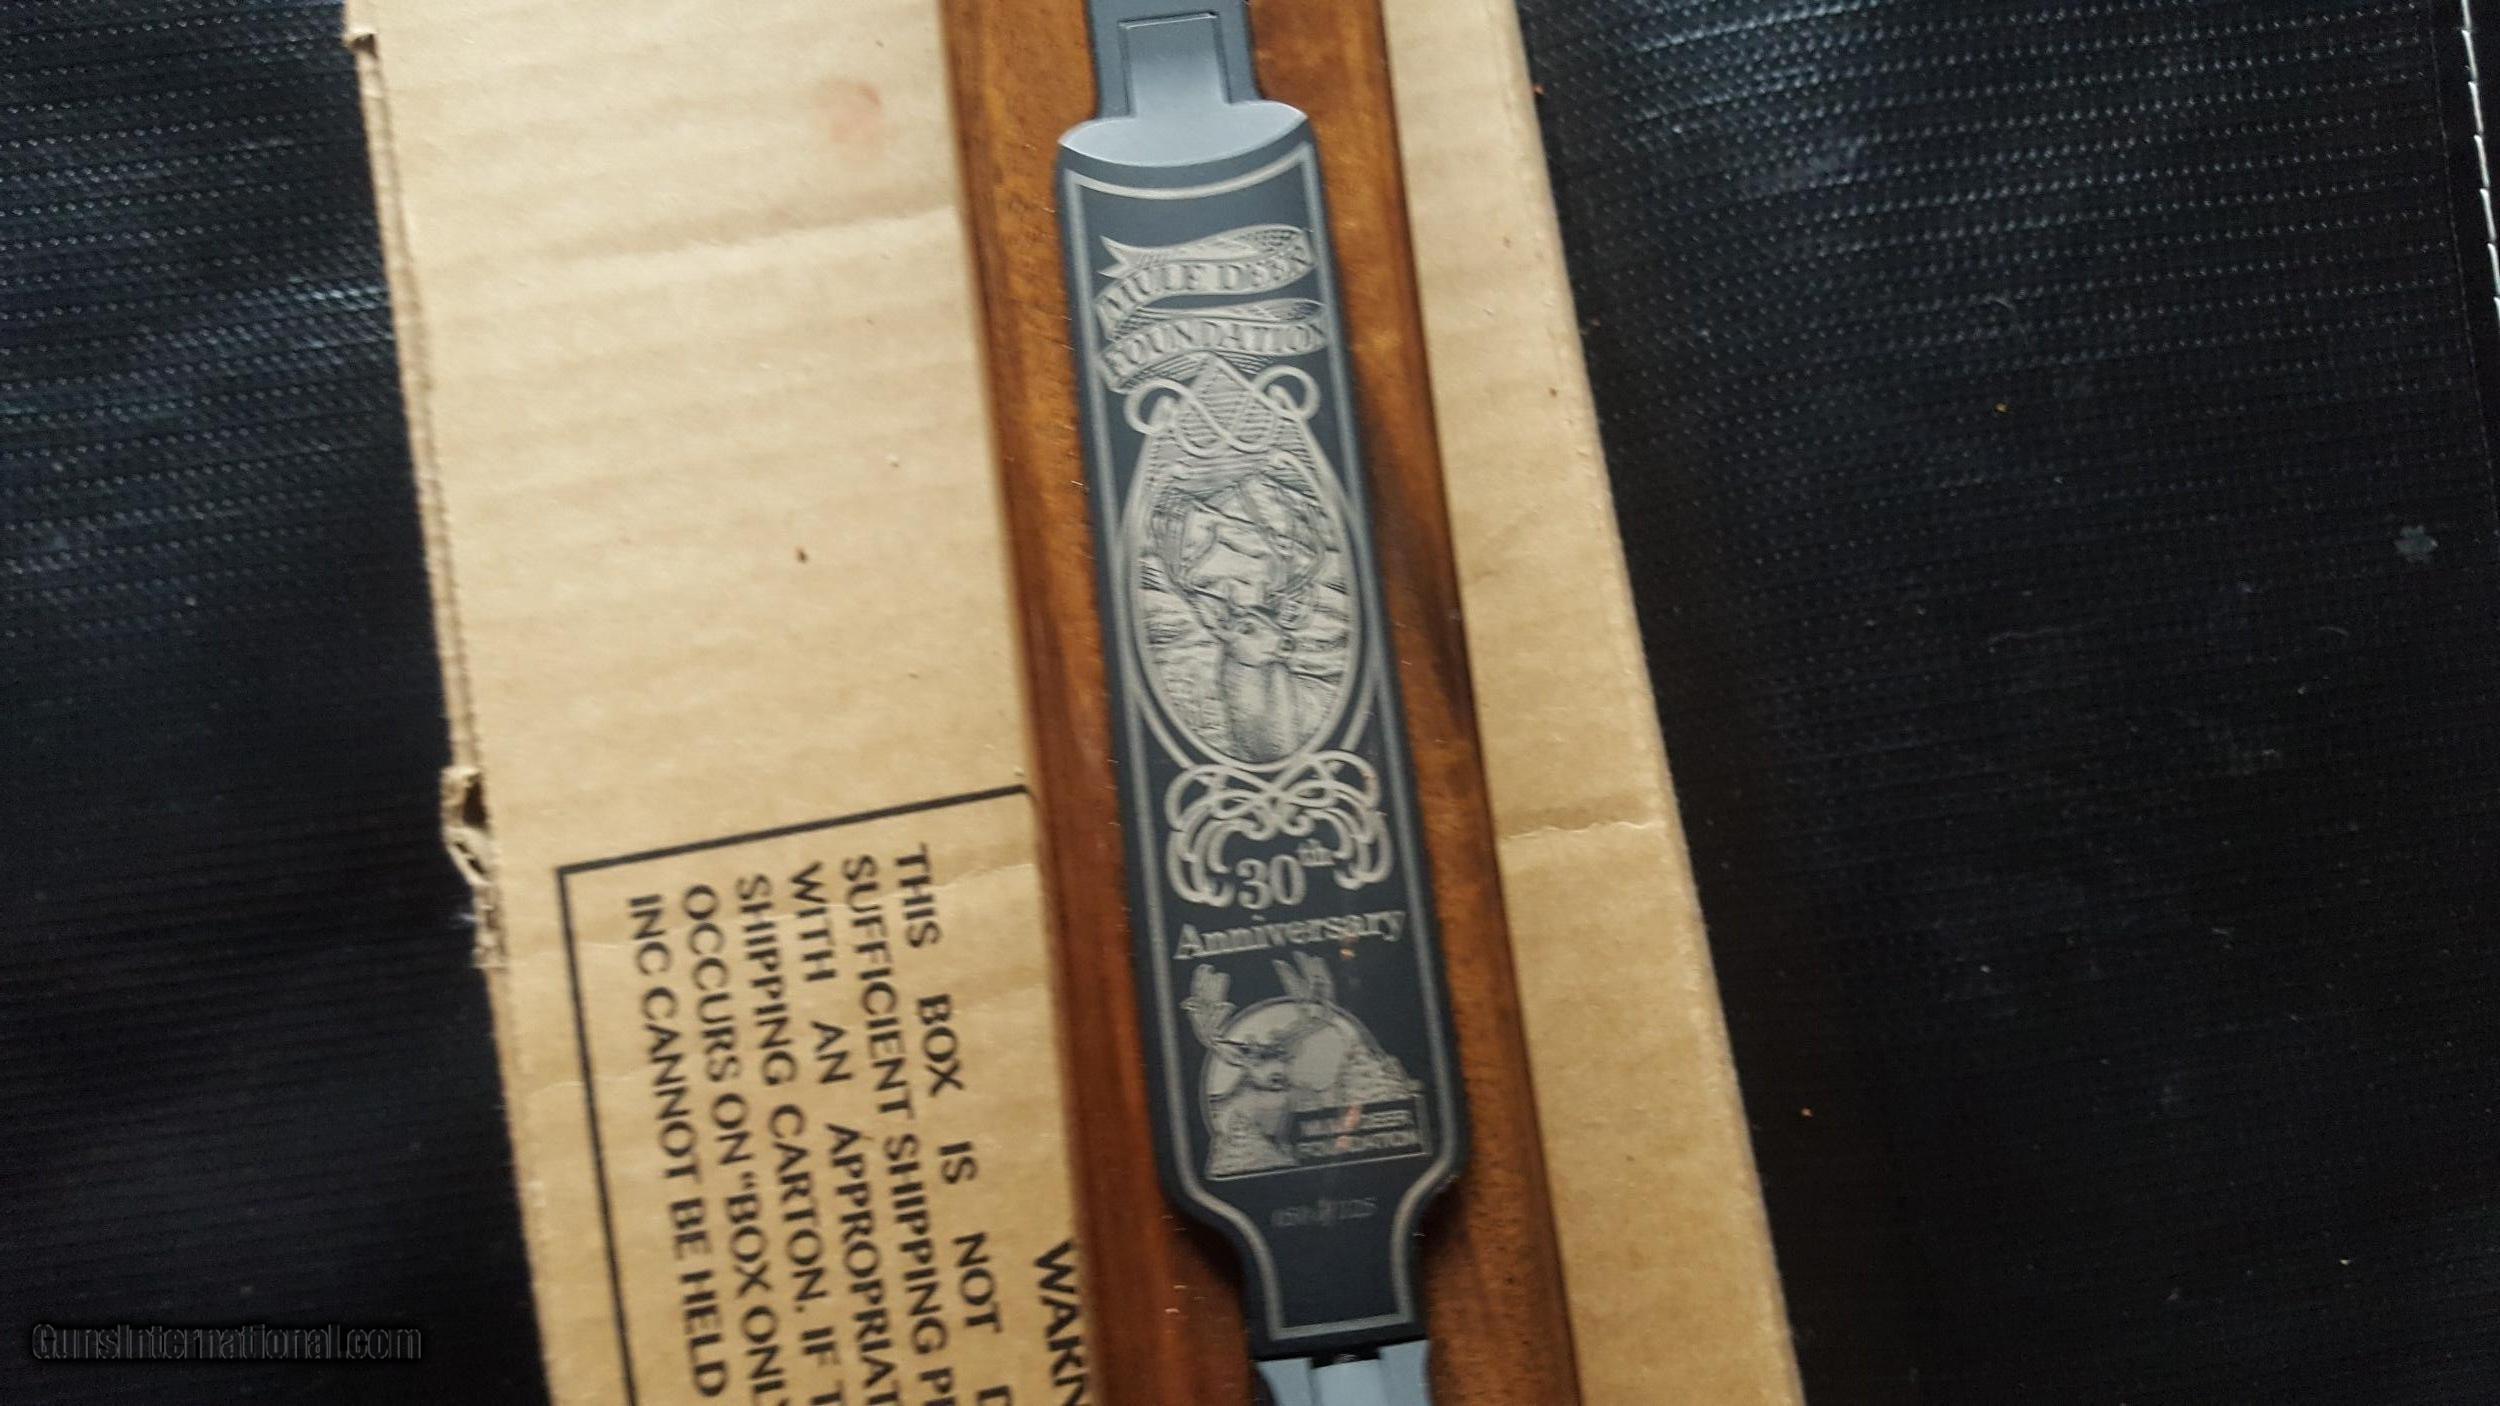 MULE DEER
FOUNDATION
30th
Anniversary
MULE DEER
FOUNDATION
WARN
THIS BOX IS NOT
SUFFICIENT SHIPPING
WITH AN APPROPRIAT
SHIPPING CARTON. IF
OCCURS ON "BOX ONL
INC CANNOT BE HELD
GunsInternational.com